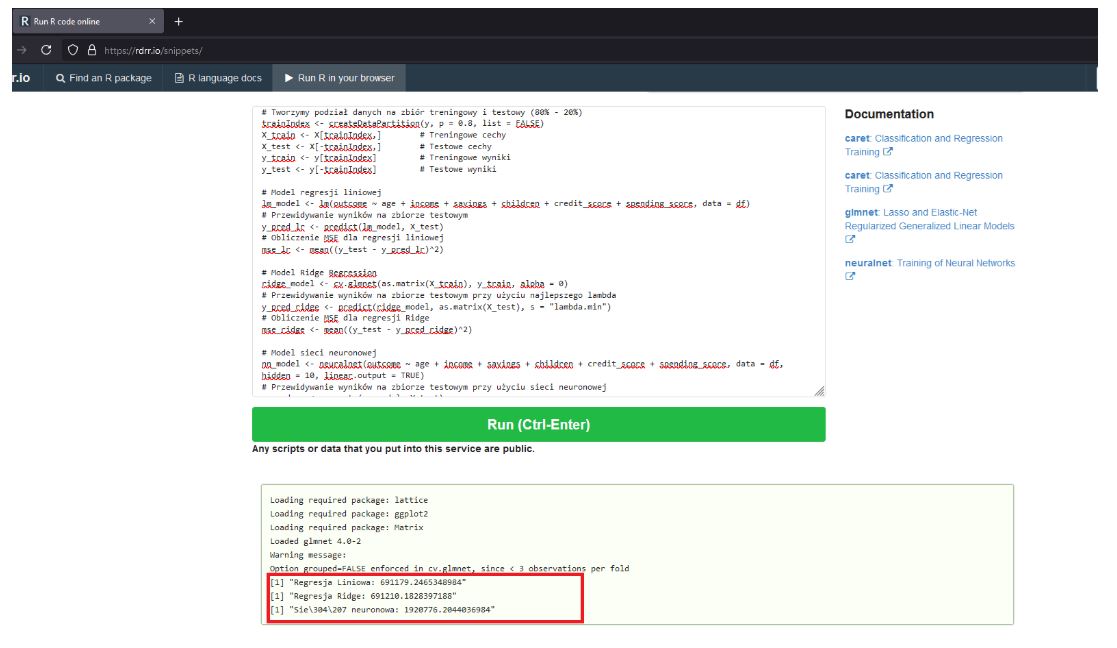 R Run R code online × +
https://rdrr.io/snippets/
r.io Find an R package R language docs Run R in your browser
# Tworzymy podział danych na zbiór treningowy i testowy (80% - 20%)
trainIndex <- createDataPartition(y, p = 0.8, list = FALSE)
X_train <- X[trainIndex,] # Treningowe cechy
X_test <- X[-trainIndex,] # Testowe cechy
y_train <- y[trainIndex] # Treningowe wyniki
y_test <- y[-trainIndex] # Testowe wyniki
# Model regresji liniowej
lm_model <- lm(outcome ~ age + income + savings + children + credit_score + spending_score, data = df)
# Przewidywanie wyników na zbiorze testowym
y_pred_lr <- predict(lm_model, X_test)
# Obliczenie MSE dla regresji liniowej
mse_lr <- mean((y_test - y_pred_lr)^2)
# Model Ridge Regression
ridge_model <- cv.glmnet(as.matrix(X_train), y_train, alpha = 0)
# Przewidywanie wyników na zbiorze testowym przy użyciu najlepszego lambda
y_pred_ridge <- predict(ridge_model, as.matrix(X_test), s = "lambda.min")
# Obliczenie MSE dla regresji Ridge
mse_ridge <- mean((y_test - y_pred_ridge)^2)
# Model sieci neuronowej
nn_model <- neuralnet(outcome ~ age + income + savings + children + credit_score + spending_score, data = df,
hidden = 10, linear.output = TRUE)
# Przewidywanie wyników na zbiorze testowym przy użyciu sieci neuronowej
Run (Ctrl-Enter)
Any scripts or data that you put into this service are public.
Loading required package: lattice
Loading required package: ggplot2
Loading required package: Matrix
Loaded glmnet 4.0-2
Warning message:
Option grouped=FALSE enforced in cv.glmnet, since < 3 observations per fold
[1] "Regresja Liniowa: 691179.2465348984"
[1] "Regresja Ridge: 691210.1828397188"
[1] "Sie\304\207 neuronowa: 1920776.2044036984"
Documentation
caret: Classification and Regression
Training
caret: Classification and Regression
Training
glmnet: Lasso and Elastic-Net
Regularized Generalized Linear Models
neuralnet: Training of Neural Networks